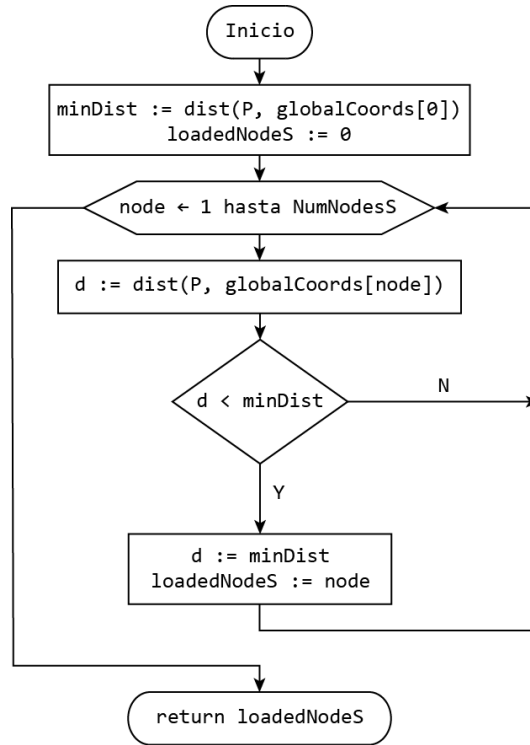 Inicio
minDist := dist(P, globalCoords[0])
loadedNodeS := 0
node ← 1 hasta NumNodesS
d := dist(P, globalCoords[node])
d < minDist
N
Y
d := minDist
loadedNodeS := node
return loadedNodeS